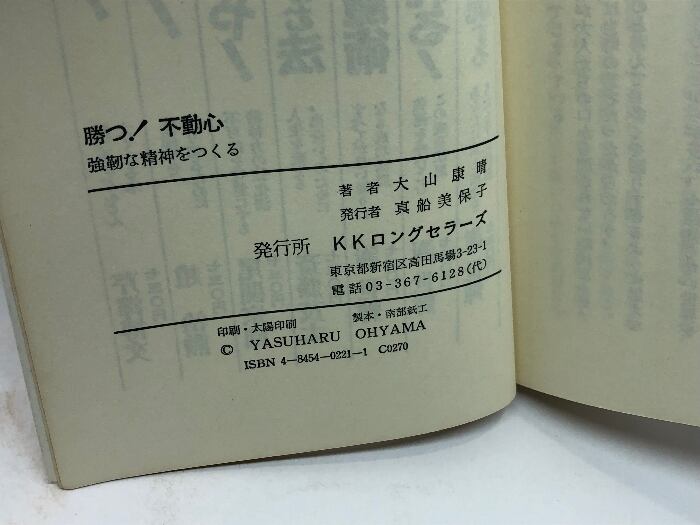 勝つ！不動心
強靭な精神をつくる
著者 大山康晴
発行者 真船美保子
発行所 KKロングセラーズ
東京都新宿区高田馬場3-23-1
電話03-367-6128(代)
印刷・太陽印刷 製本・南部紙工
© YASUHARU OHYAMA
ISBN 4-8454-0221-1 C0270